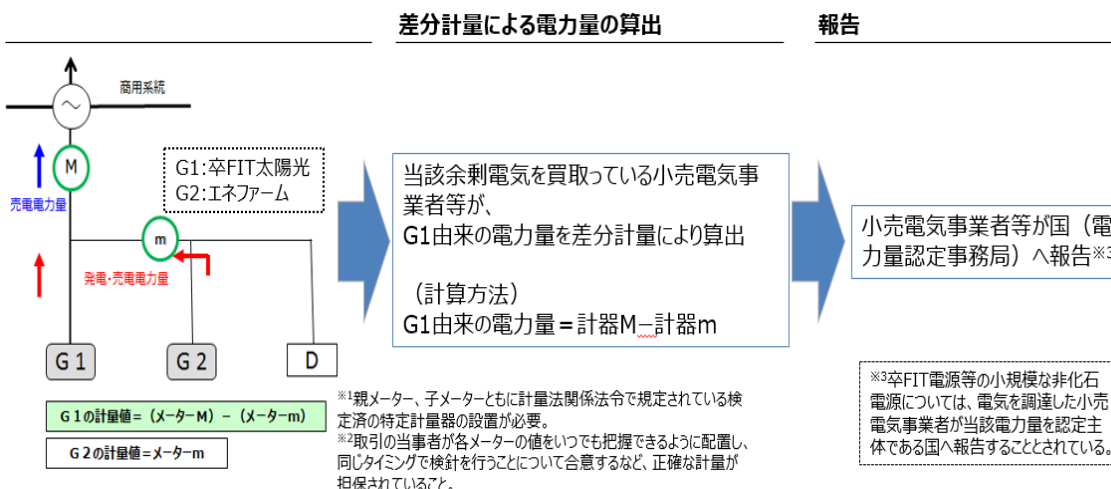 差分計量による電力量の算出
報告
商用系統
M
売電電力量
G1:卒FIT太陽光
G2:エネファーム
m
発電・売電電力量
G1
G2
D
G1の計量値=（メーターM）−（メーターm）
G2の計量値=メーターm
当該余剰電気を買取っている小売電気事
業者等が、
G1由来の電力量を差分計量により算出
（計算方法）
G1由来の電力量=計器M−計器m
※1親メーター、子メーターともに計量法関係法令で規定されている検
定済の特定計量器の設置が必要。
※2取引の当事者が各メーターの値をいつでも把握できるように配置し、
同じタイミングで検針を行うことについて合意するなど、正確な計量が
担保されていること。
小売電気事業者等が国（電
力量認定事務局）へ報告※3
※3卒FIT電源等の小規模な非化石
電源については、電気を調達した小売
電気事業者が当該電力量を認定主
体である国へ報告することとされている。